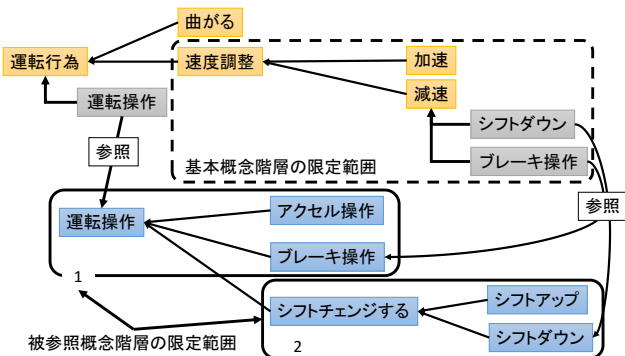 曲がる
運転行為
速度調整
加速
減速
運転操作
シフトダウン
参照
基本概念階層の限定範囲
ブレーキ操作
参照
運転操作
アクセル操作
ブレーキ操作
1
シフトチェンジする
シフトアップ
シフトダウン
被参照概念階層の限定範囲
2